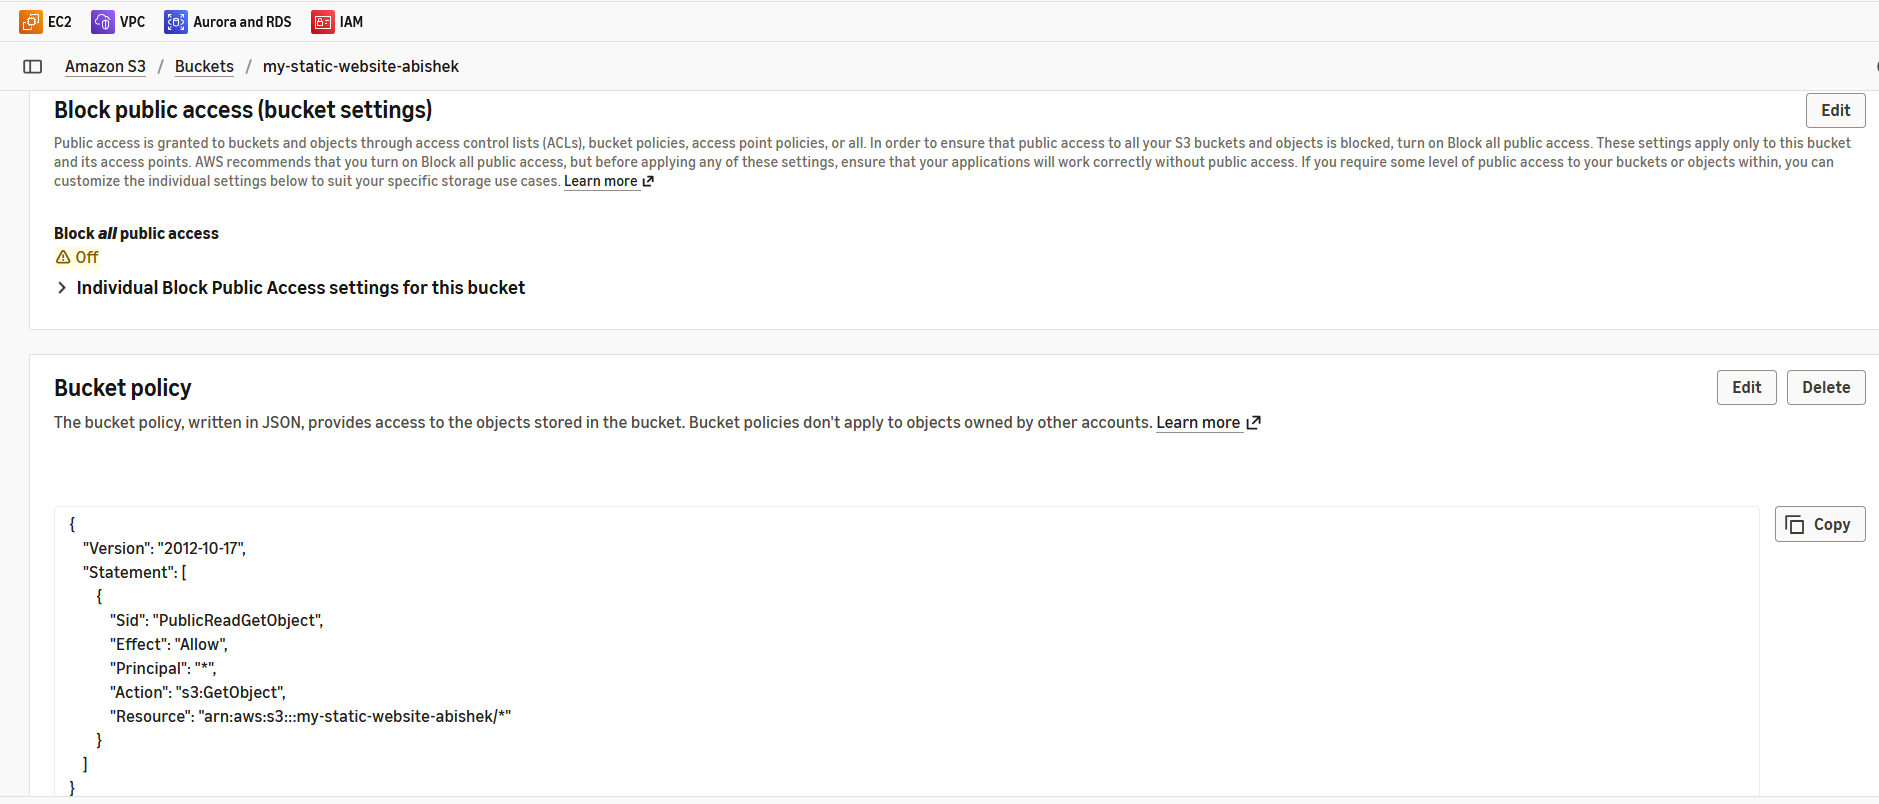 EC2 VPC Aurora and RDS IAM
Amazon S3 / Buckets / my-static-website-abishek
Block public access (bucket settings)
Edit
Public access is granted to buckets and objects through access control lists (ACLs), bucket policies, access point policies, or all. In order to ensure that public access to all your S3 buckets and objects is blocked, turn on Block all public access. These settings apply only to this bucket
and its access points. AWS recommends that you turn on Block all public access, but before applying any of these settings, ensure that your applications will work correctly without public access. If you require some level of public access to your buckets or objects within, you can
customize the individual settings below to suit your specific storage use cases. Learn more
Block all public access
Off
Individual Block Public Access settings for this bucket
Bucket policy
Edit Delete
The bucket policy, written in JSON, provides access to the objects stored in the bucket. Bucket policies don't apply to objects owned by other accounts. Learn more
Copy
{
"Version": "2012-10-17",
"Statement": [
{
"Sid": "PublicReadGetObject",
"Effect": "Allow",
"Principal": "*",
"Action": "s3:GetObject",
"Resource": "arn:aws:s3:::my-static-website-abishek/*"
}
]
}